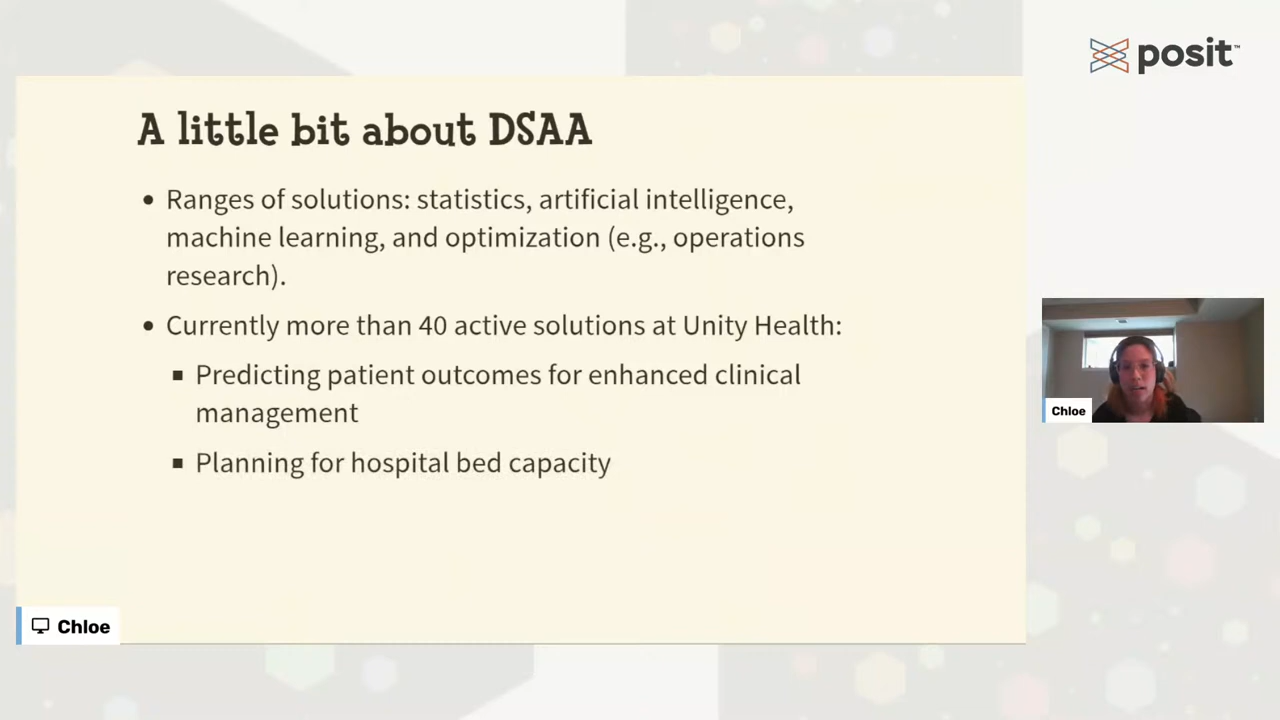 posit™
A little bit about DSAA
• Ranges of solutions: statistics, artificial intelligence,
machine learning, and optimization (e.g., operations
research).
• Currently more than 40 active solutions at Unity Health:
▪ Predicting patient outcomes for enhanced clinical
management
▪ Planning for hospital bed capacity
Chloe
Chloe